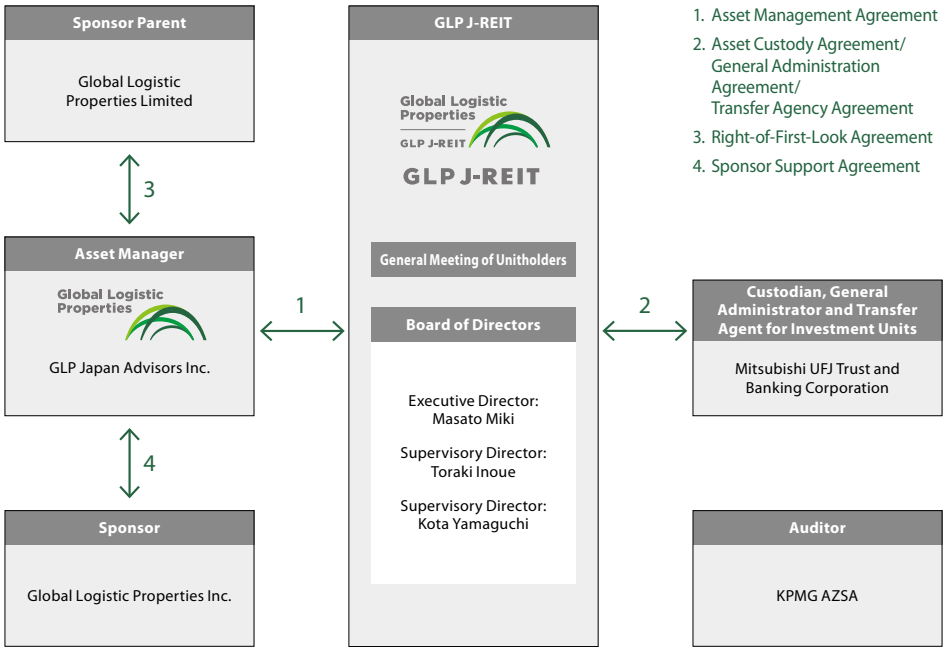 Sponsor Parent
Global Logistic
Properties Limited
3
Asset Manager
Global Logistic
Properties
GLP Japan Advisors Inc.
4
Sponsor
Global Logistic Properties Inc.
1
GLP J-REIT
Global Logistic
Properties
GLP J-REIT
GLP J-REIT
General Meeting of Unitholders
Board of Directors
Executive Director:
Masato Miki
Supervisory Director:
Toraki Inoue
Supervisory Director:
Kota Yamaguchi
2
1. Asset Management Agreement
2. Asset Custody Agreement/
General Administration
Agreement/
Transfer Agency Agreement
3. Right-of-First-Look Agreement
4. Sponsor Support Agreement
Custodian, General
Administrator and Transfer
Agent for Investment Units
Mitsubishi UFJ Trust and
Banking Corporation
Auditor
KPMG AZSA